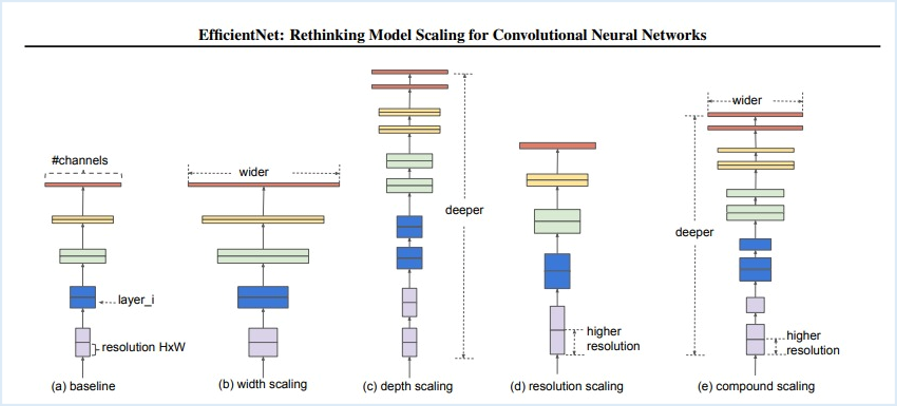 EfficientNet: Rethinking Model Scaling for Convolutional Neural Networks
#channels
layer_i
resolution HxW
(a) baseline
wider
(b) width scaling
deeper
(c) depth scaling
higher
resolution
(d) resolution scaling
wider
deeper
higher
resolution
(e) compound scaling